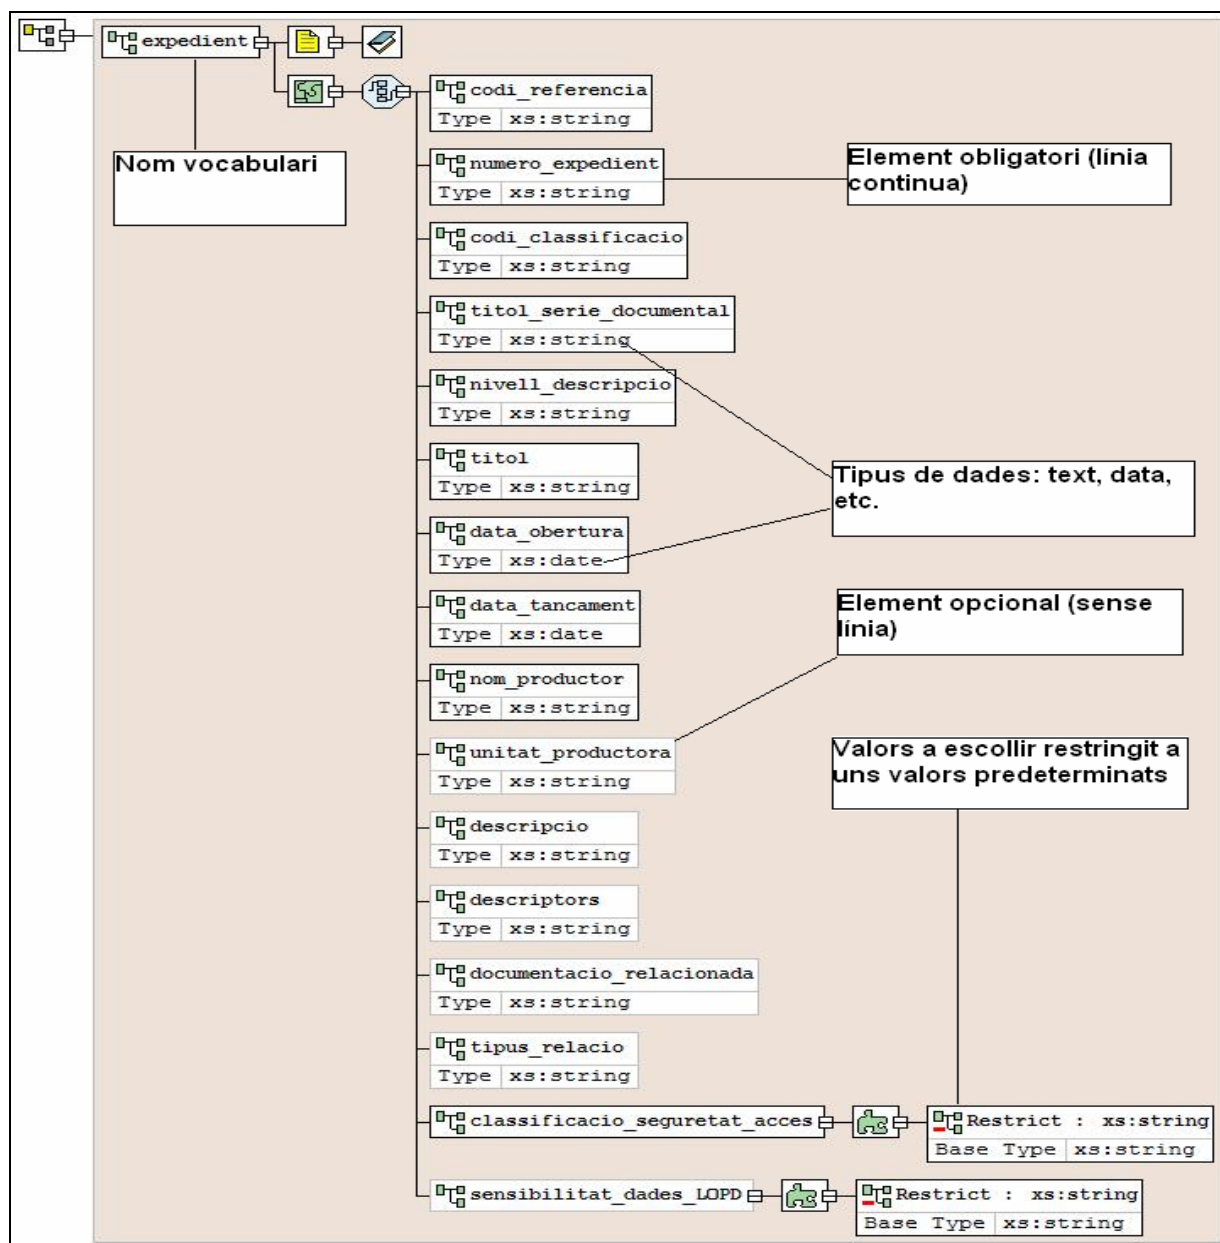 expedient
codi_referencia
Type xs:string
Nom vocabulari
numero_expedient
Type xs:string
Element obligatori (línia
continua)
codi_classificacio
Type xs:string
titol_serie_documental
Type xs:string
nivell_descripcio
Type xs:string
titol
Type xs:string
Tipus de dades: text, data,
etc.
data_obertura
Type xs:date
data_tancament
Type xs:date
Element opcional (sense
línia)
nom_productor
Type xs:string
unitat_productora
Type xs:string
Valors a escollir restringit a
uns valors predeterminats
descripcio
Type xs:string
descriptors
Type xs:string
documentacio_relacionada
Type xs:string
tipus_relacio
Type xs:string
classificacio_seguretat_acces
Restrict : xs:string
Base Type xs:string
sensibilitat_dades_LOPD
Restrict : xs:string
Base Type xs:string